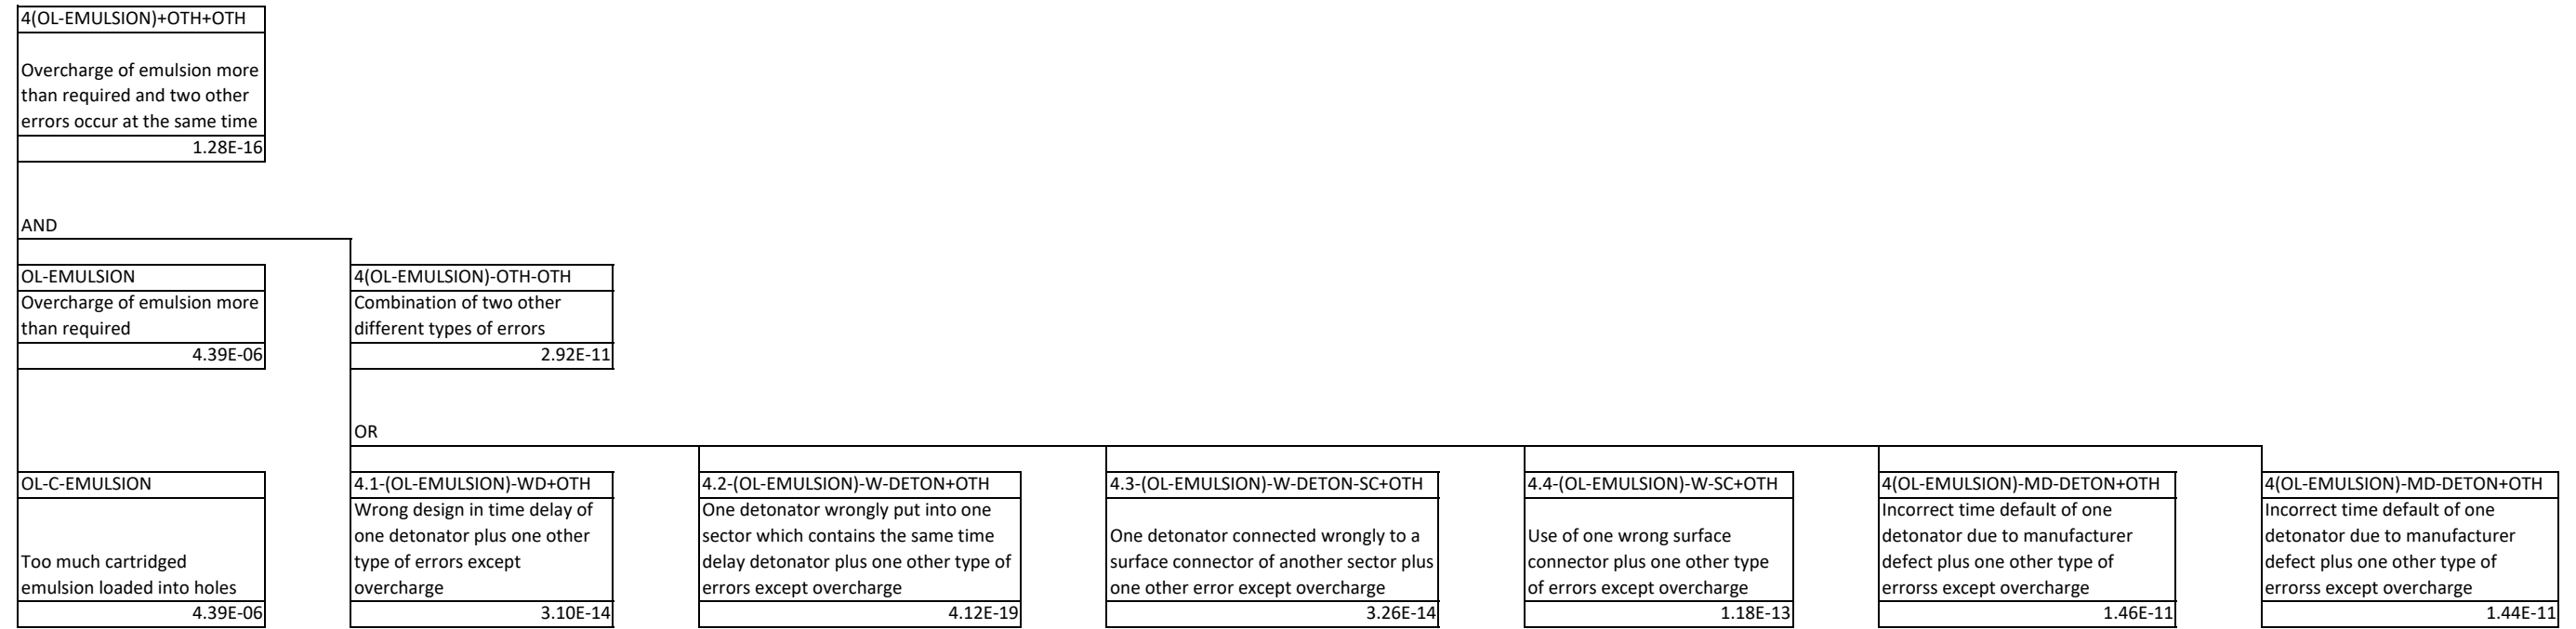 4(OL-EMULSION)+OTH+OTH
Overcharge of emulsion more
than required and two other
errors occur at the same time
1.28E-16
AND
OL-EMULSION
Overcharge of emulsion more
than required
4.39E-06
4(OL-EMULSION)-OTH-OTH
Combination of two other
different types of errors
2.92E-11
OR
OL-C-EMULSION
Too much cartridged
emulsion loaded into holes
4.39E-06
4.1-(OL-EMULSION)-WD+OTH
Wrong design in time delay of
one detonator plus one other
type of errors except
overcharge
3.10E-14
4.2-(OL-EMULSION)-W-DETON+OTH
One detonator wrongly put into one
sector which contains the same time
delay detonator plus one other type of
errors except overcharge
4.12E-19
4.3-(OL-EMULSION)-W-DETON-SC+OTH
One detonator connected wrongly to a
surface connector of another sector plus
one other error except overcharge
3.26E-14
4.4-(OL-EMULSION)-W-SC+OTH
Use of one wrong surface
connector plus one other type
of errors except overcharge
1.18E-13
4(OL-EMULSION)-MD-DETON+OTH
Incorrect time default of one
detonator due to manufacturer
defect plus one other type of
errorss except overcharge
1.46E-11
4(OL-EMULSION)-MD-DETON+OTH
Incorrect time default of one
detonator due to manufacturer
defect plus one other type of
errorss except overcharge
1.44E-11